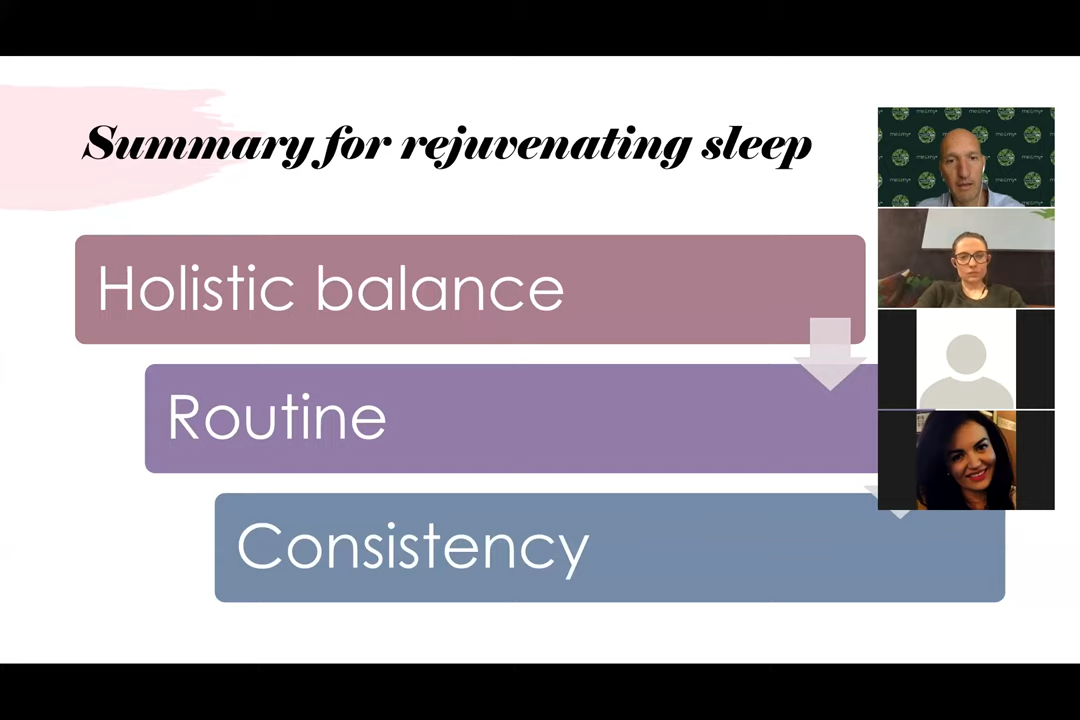 Summary for rejuvenating sleep
Holistic balance
Routine
Consistency